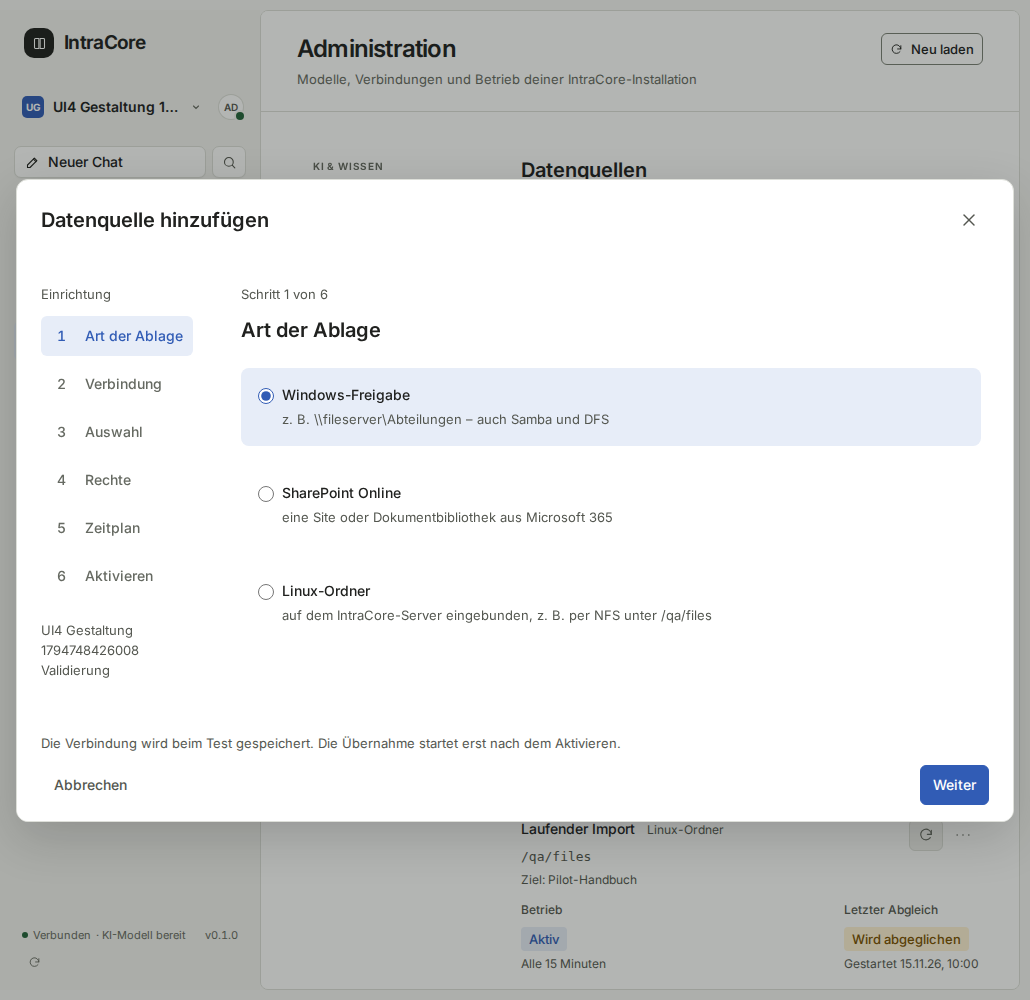 IntraCore
UG UI4 Gestaltung 1... AD
Neuer Chat
Administration
Neu laden
Modelle, Verbindungen und Betrieb deiner IntraCore-Installation
KI & WISSEN
Datenquellen
Datenquelle hinzufügen
Einrichtung
1 Art der Ablage
2 Verbindung
3 Auswahl
4 Rechte
5 Zeitplan
6 Aktivieren
UI4 Gestaltung
1794748426008
Validierung
Schritt 1 von 6
Art der Ablage
Windows-Freigabe
z. B. \\fileserver\Abteilungen – auch Samba und DFS
SharePoint Online
eine Site oder Dokumentbibliothek aus Microsoft 365
Linux-Ordner
auf dem IntraCore-Server eingebunden, z. B. per NFS unter /qa/files
Die Verbindung wird beim Test gespeichert. Die Übernahme startet erst nach dem Aktivieren.
Abbrechen
Weiter
Laufender Import Linux-Ordner
/qa/files
Ziel: Pilot-Handbuch
Betrieb
Aktiv
Alle 15 Minuten
Letzter Abgleich
Wird abgeglichen
Gestartet 15.11.26, 10:00
Verbunden · KI-Modell bereit v0.1.0